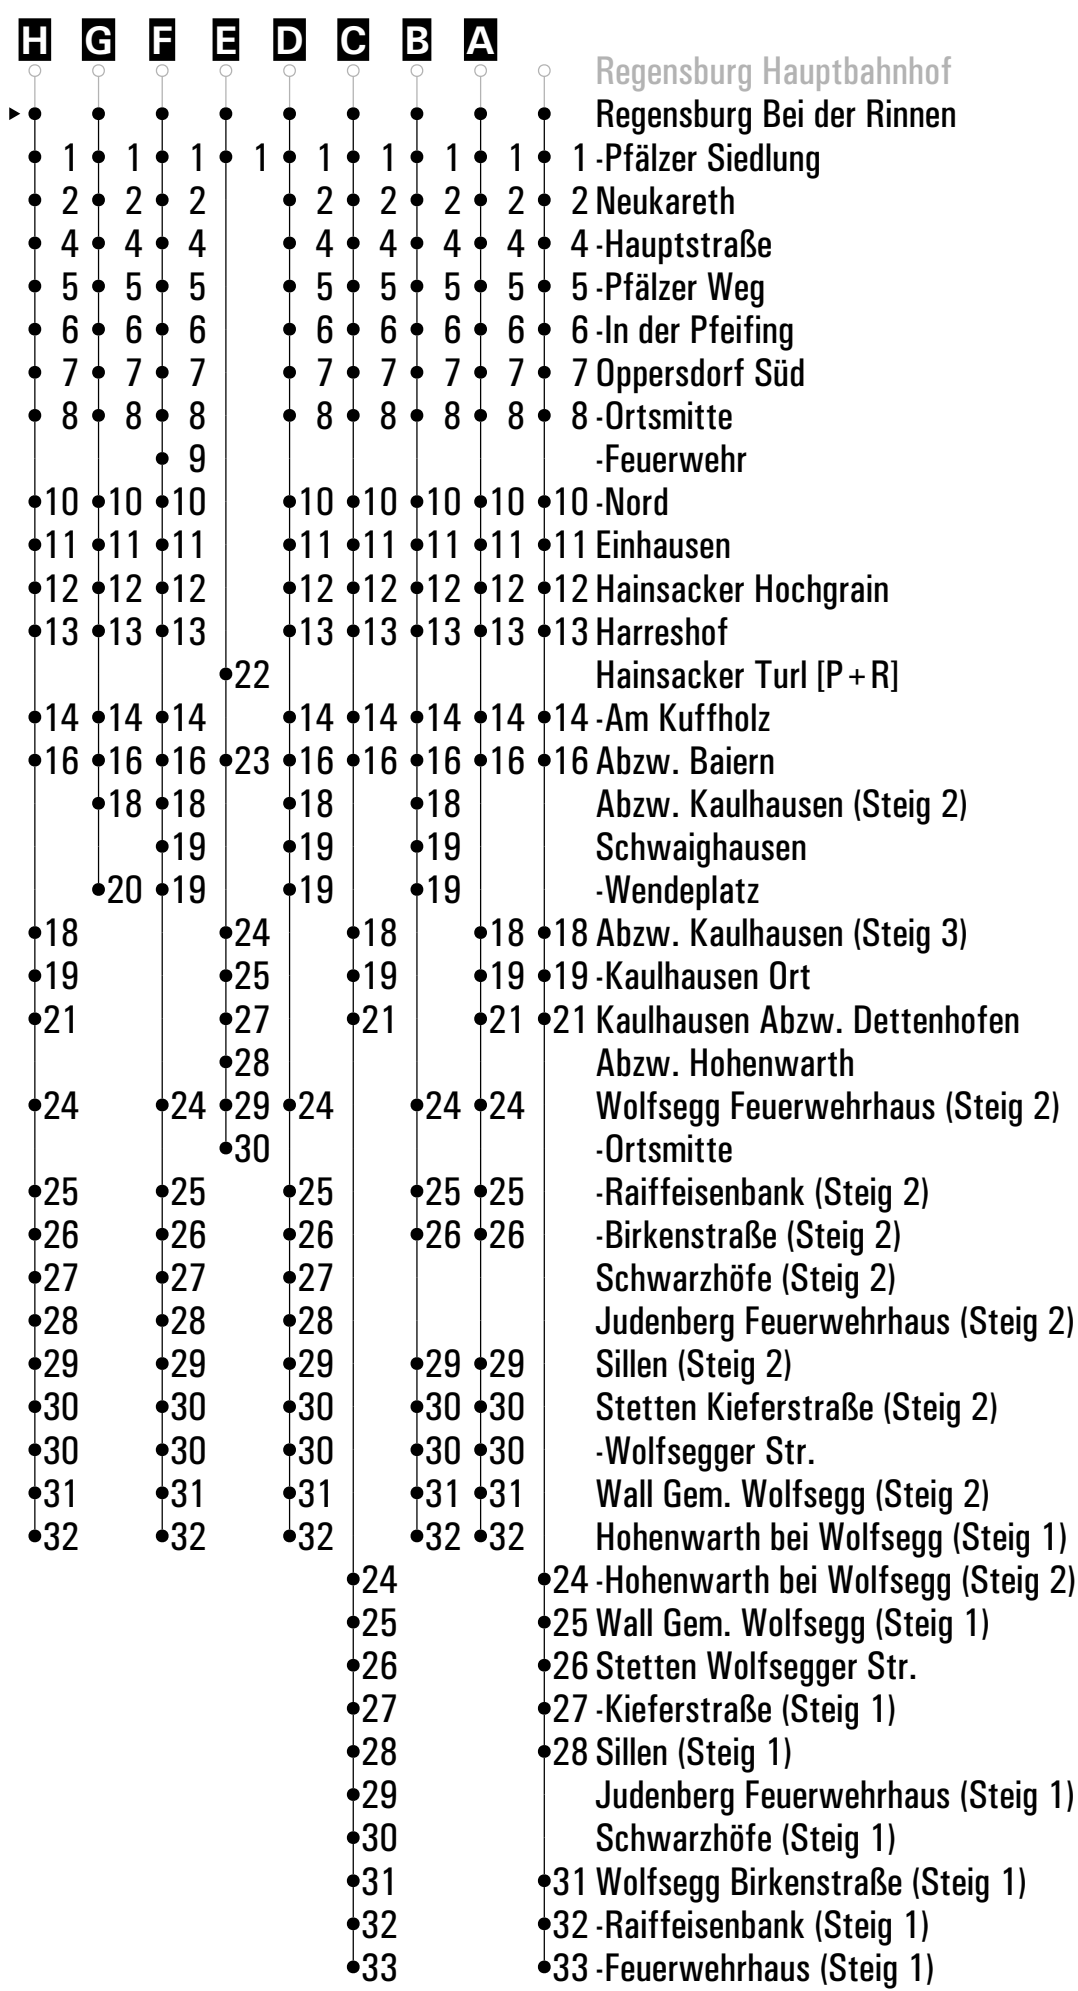 H G F E D C B A
Regensburg Hauptbahnhof
Regensburg Bei der Rinnen
1 1 1 1 1 1 1 1 1 -Pfälzer Siedlung
2 2 2 2 2 2 2 2 Neukareth
4 4 4 4 4 4 4 4 -Hauptstraße
5 5 5 5 5 5 5 5 -Pfälzer Weg
6 6 6 6 6 6 6 6 -In der Pfeifing
7 7 7 7 7 7 7 7 Oppersdorf Süd
8 8 8 8 8 8 8 8 -Ortsmitte
9 -Feuerwehr
10 10 10 10 10 10 10 10 -Nord
11 11 11 11 11 11 11 11 Einhausen
12 12 12 12 12 12 12 12 Hainsacker Hochgrain
13 13 13 13 13 13 13 13 Harreshof
22 Hainsacker Turl [P+R]
14 14 14 14 14 14 14 14 -Am Kuffholz
16 16 16 23 16 16 16 16 16 Abzw. Baiern
18 18 18 18 Abzw. Kaulhausen (Steig 2)
19 19 19 Schwaighausen
20 19 19 19 -Wendeplatz
18 24 18 18 18 Abzw. Kaulhausen (Steig 3)
19 25 19 19 19 -Kaulhausen Ort
21 27 21 21 21 Kaulhausen Abzw. Dettenhofen
28 Abzw. Hohenwarth
24 24 29 24 24 24 Wolfsegg Feuerwehrhaus (Steig 2)
30 -Ortsmitte
25 25 25 25 25 -Raiffeisenbank (Steig 2)
26 26 26 26 26 -Birkenstraße (Steig 2)
27 27 27 Schwarzhöfe (Steig 2)
28 28 28 Judenberg Feuerwehrhaus (Steig 2)
29 29 29 29 29 Sillen (Steig 2)
30 30 30 30 30 Stetten Kieferstraße (Steig 2)
30 30 30 30 30 -Wolfsegger Str.
31 31 31 31 31 Wall Gem. Wolfsegg (Steig 2)
32 32 32 32 32 Hohenwarth bei Wolfsegg (Steig 1)
24 24 -Hohenwarth bei Wolfsegg (Steig 2)
25 25 Wall Gem. Wolfsegg (Steig 1)
26 26 Stetten Wolfsegger Str.
27 27 -Kieferstraße (Steig 1)
28 28 Sillen (Steig 1)
29 Judenberg Feuerwehrhaus (Steig 1)
30 Schwarzhöfe (Steig 1)
31 31 Wolfsegg Birkenstraße (Steig 1)
32 32 -Raiffeisenbank (Steig 1)
33 33 -Feuerwehrhaus (Steig 1)